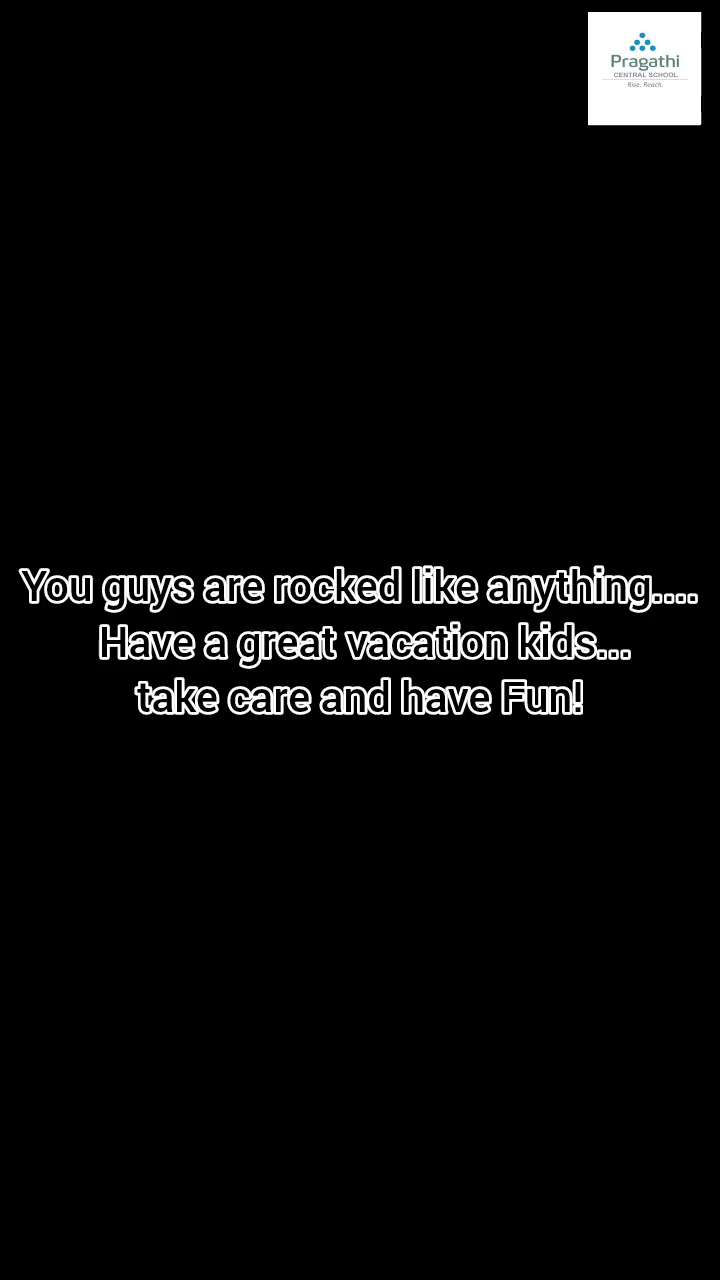 Pragathi
CENTRAL SCHOOL
Rise. Reach.
You guys are rocked like anything....
Have a great vacation kids...
take care and have Fun!